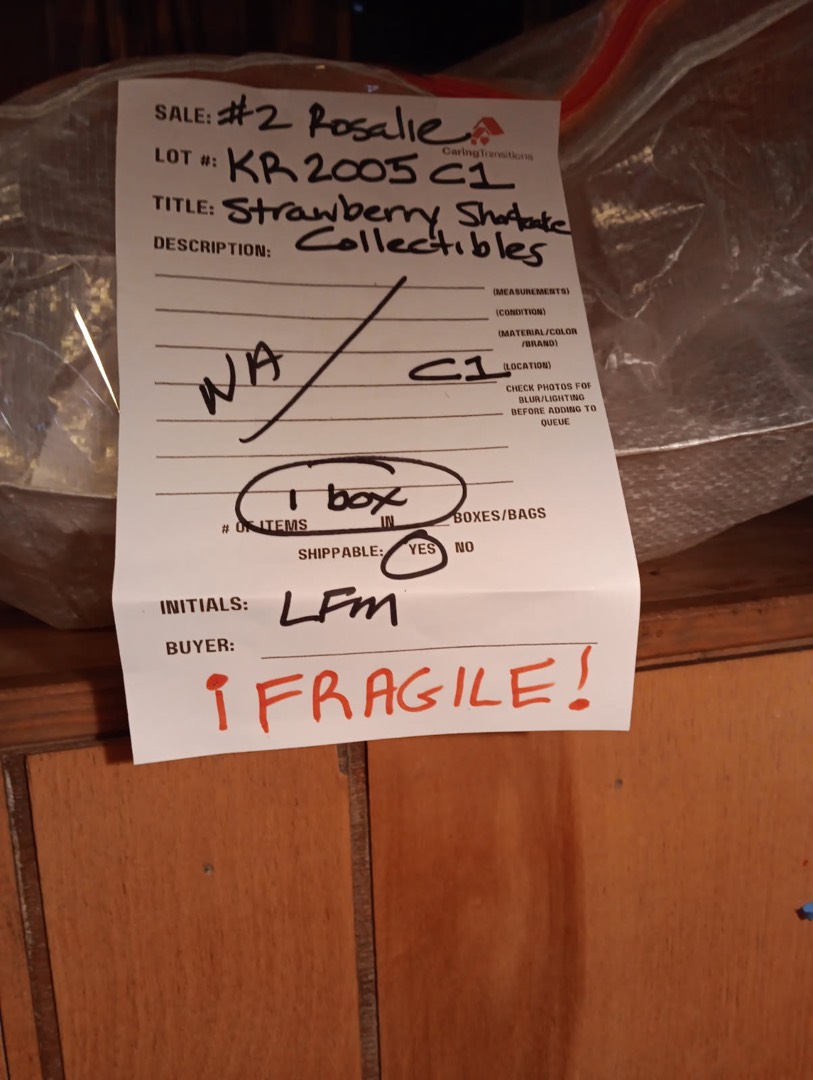 SALE: #2 Rosalie
CaringTransitions
LOT #: KR2005 C1
TITLE: Strawberry Shortcake
DESCRIPTION: Collectibles
(MEASUREMENTS)
(CONDITION)
(MATERIAL/COLOR
/BRAND)
NA
C1 (LOCATION)
CHECK PHOTOS FOR
BLUR/LIGHTING
BEFORE ADDING TO
QUEUE
1 box
# OF ITEMS IN BOXES/BAGS
SHIPPABLE: YES NO
INITIALS: LFM
BUYER:
¡FRAGILE!